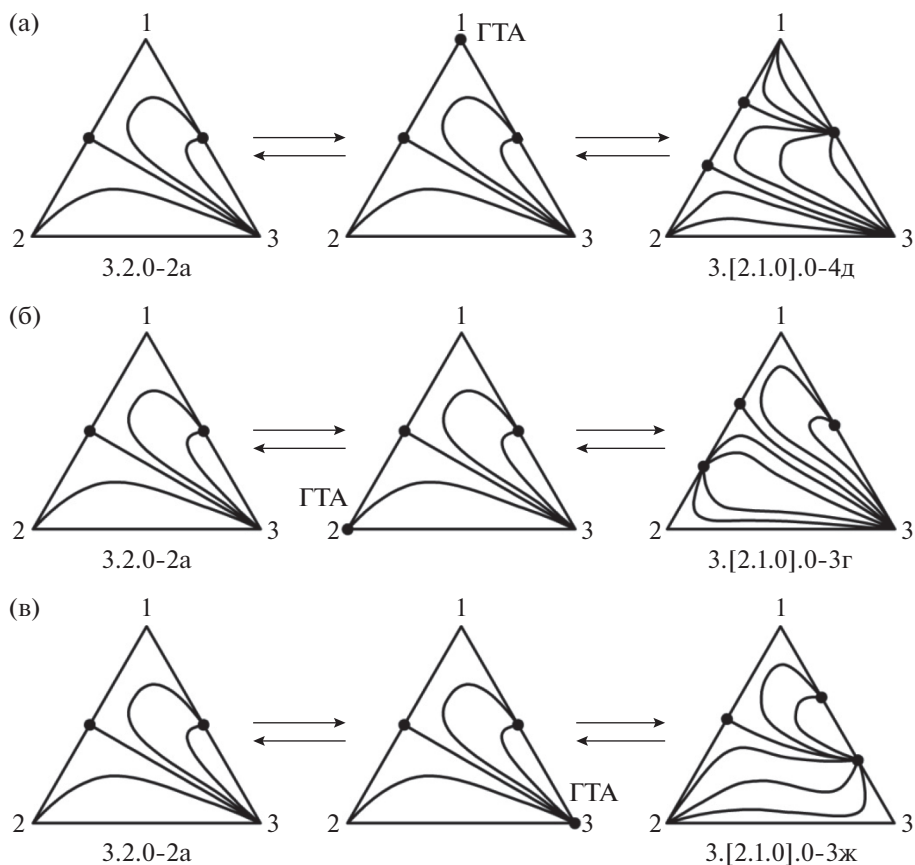 (а)
1 1 ГТА 1
2 3 2 3 2 3
3.2.0-2а 3.[2.1.0].0-4д
(б)
1 1 1
ГТА
2 3 2 3 2 3
3.2.0-2а 3.[2.1.0].0-3г
(в)
1 1 1
ГТА
2 3 2 3 2 3
3.2.0-2а 3.[2.1.0].0-3ж